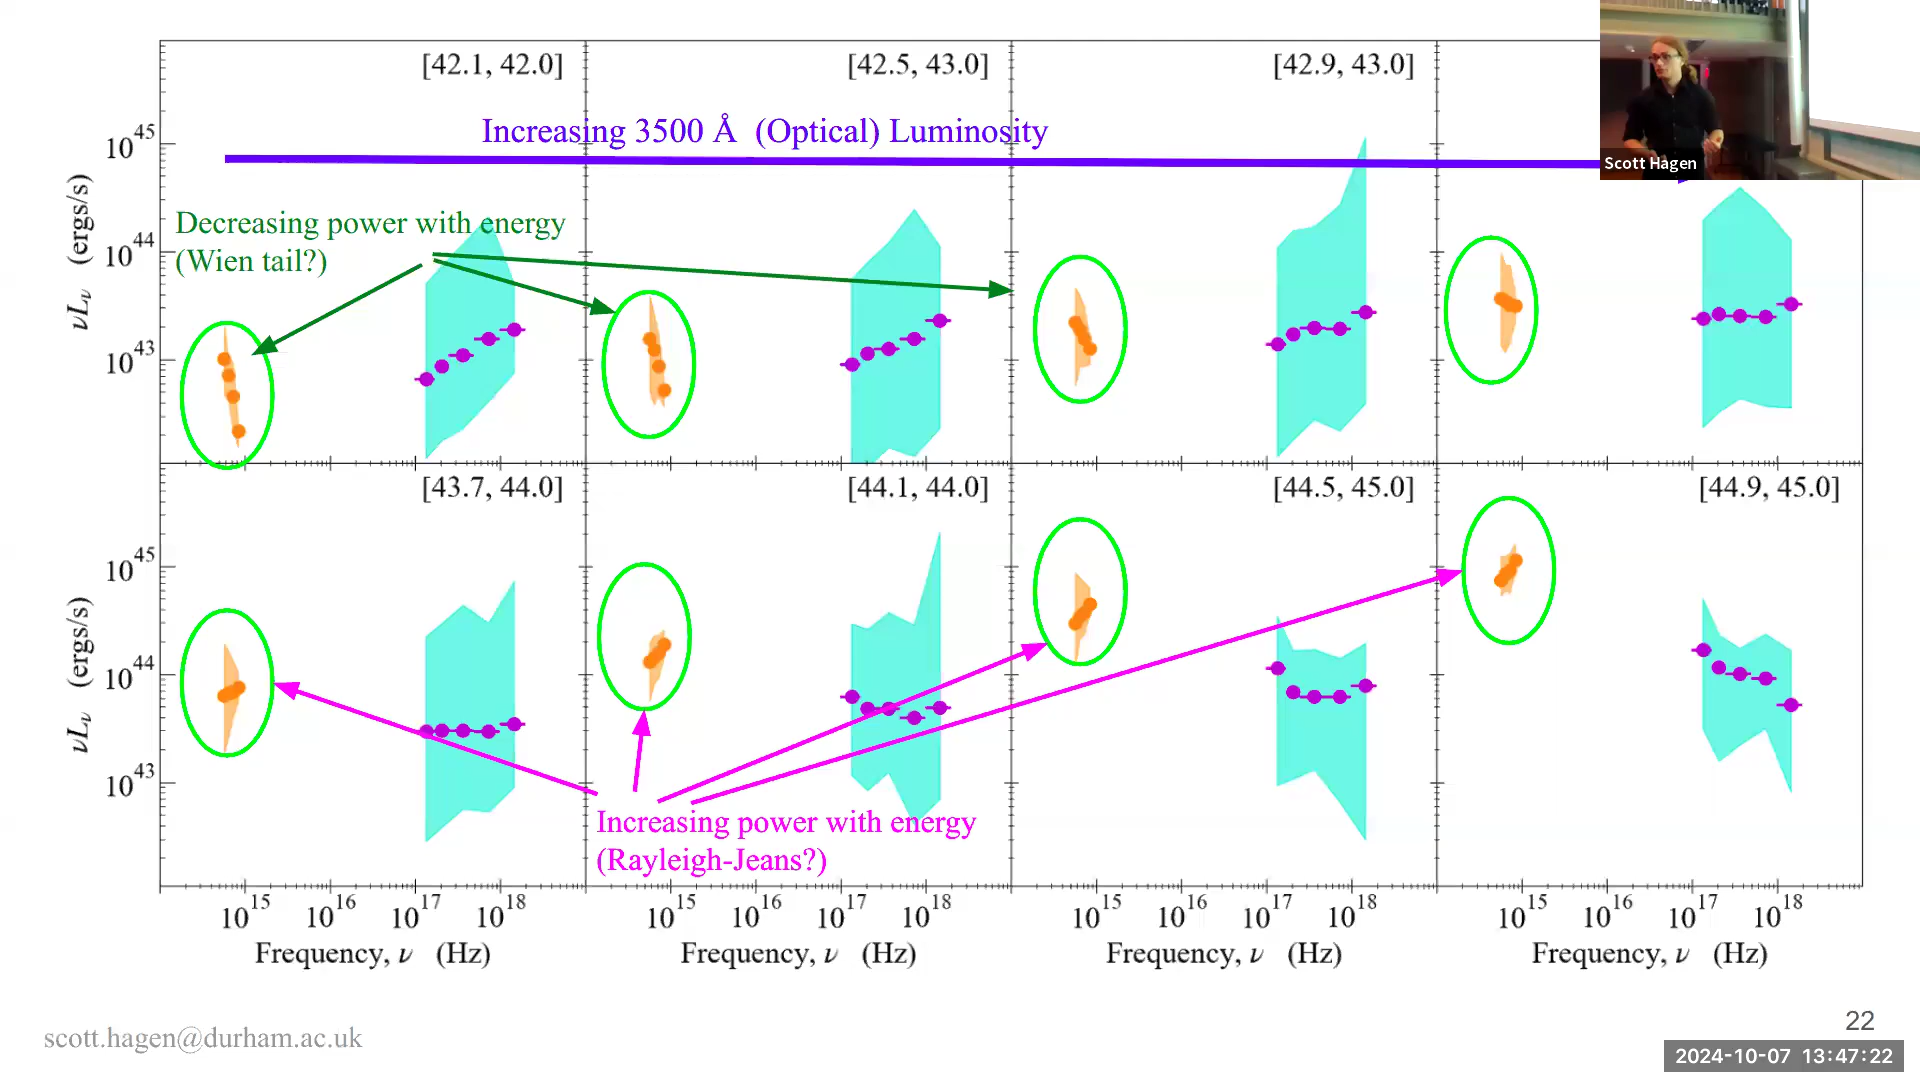 [42.1, 42.0]
[42.5, 43.0]
[42.9, 43.0]
Scott Hagen
Increasing 3500 Å (Optical) Luminosity
Decreasing power with energy
(Wien tail?)
10^45
10^44
10^43
νL_ν (ergs/s)
[43.7, 44.0]
[44.1, 44.0]
[44.5, 45.0]
[44.9, 45.0]
10^45
10^44
10^43
νL_ν (ergs/s)
Increasing power with energy
(Rayleigh-Jeans?)
10^15 10^16 10^17 10^18
10^15 10^16 10^17 10^18
10^15 10^16 10^17 10^18
10^15 10^16 10^17 10^18
Frequency, ν (Hz)
Frequency, ν (Hz)
Frequency, ν (Hz)
Frequency, ν (Hz)
22
scott.hagen@durham.ac.uk
2024-10-07 13:47:22